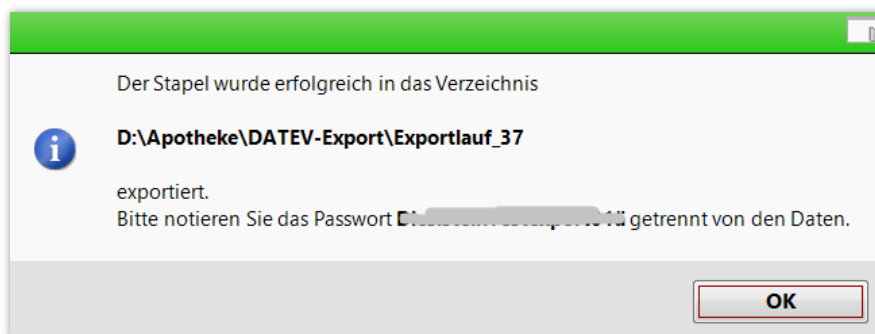 Der Stapel wurde erfolgreich in das Verzeichnis
D:\Apotheke\DATEV-Export\Exportlauf_37
exportiert.
Bitte notieren Sie das Passwort getrennt von den Daten.
OK